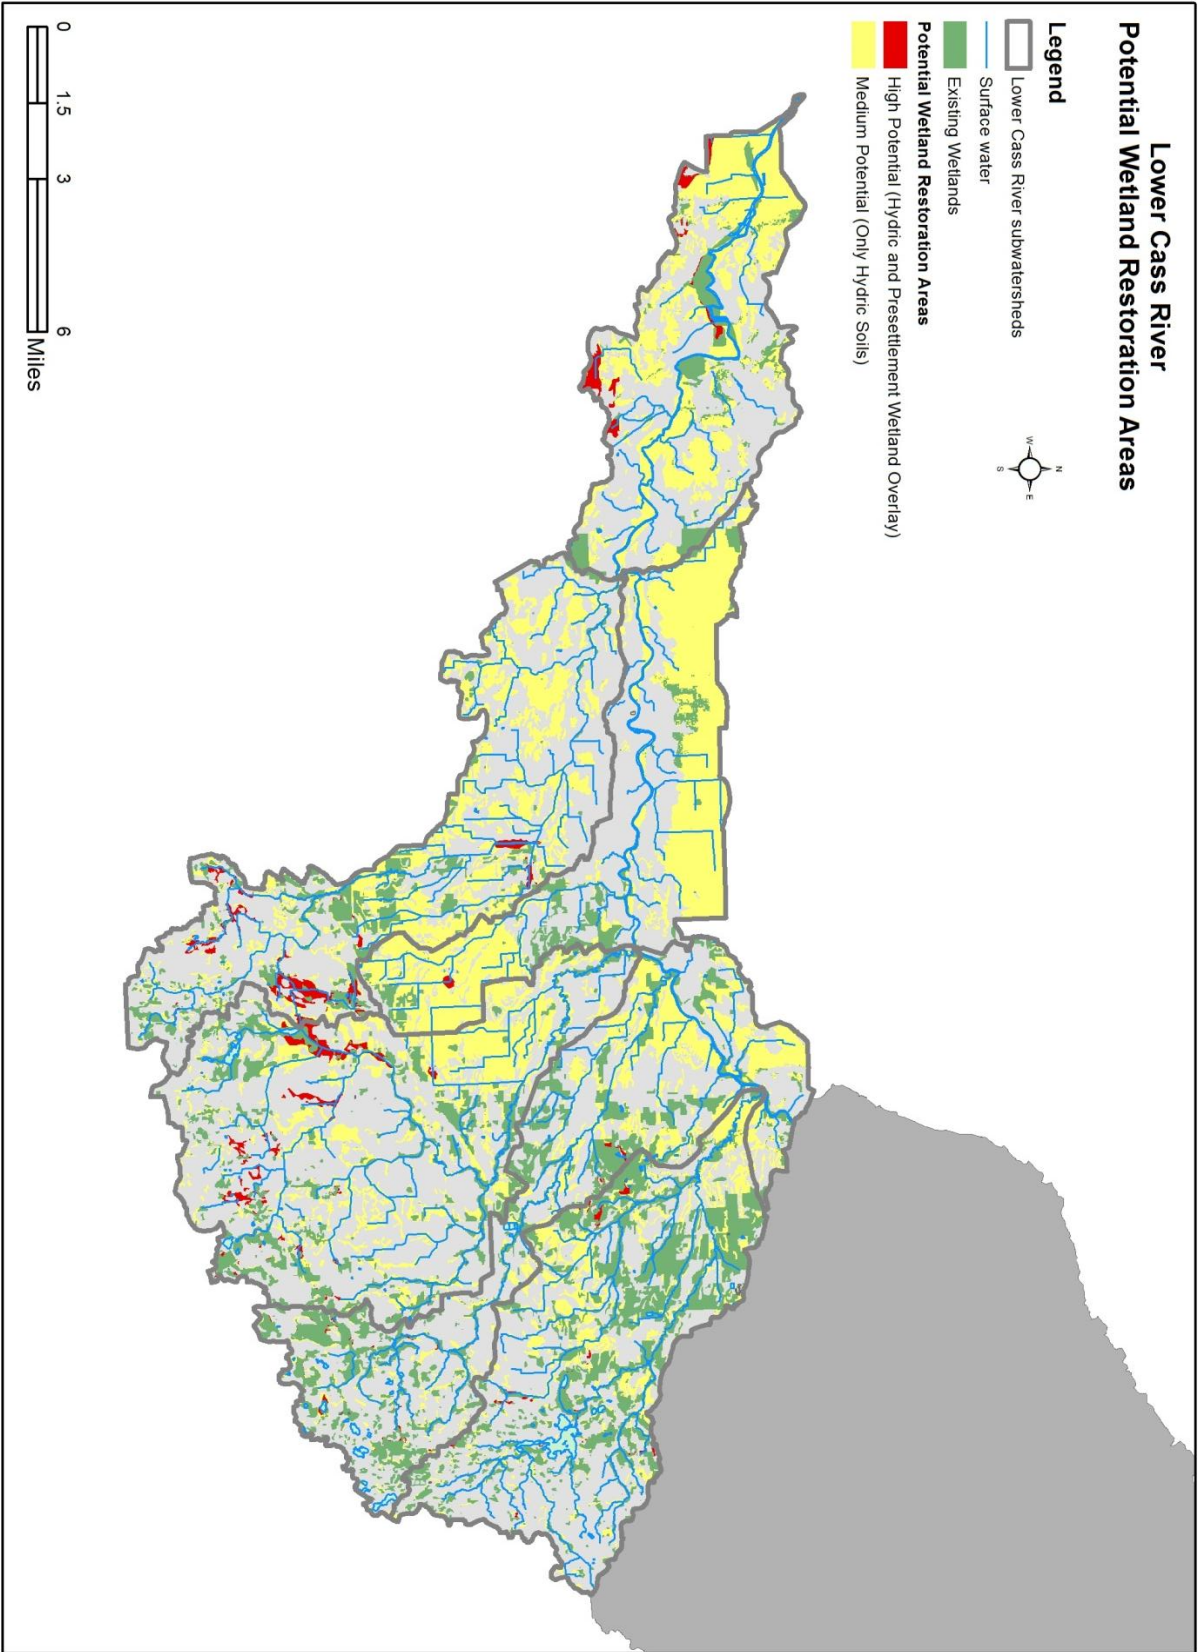 Lower Cass River
Potential Wetland Restoration Areas
Legend
Lower Cass River subwatersheds
Surface water
Existing Wetlands
Potential Wetland Restoration Areas
High Potential (Hydric and Presettlement Wetland Overlay)
Medium Potential (Only Hydric Soils)
N
W
E
S
0 1.5 3 6
Miles